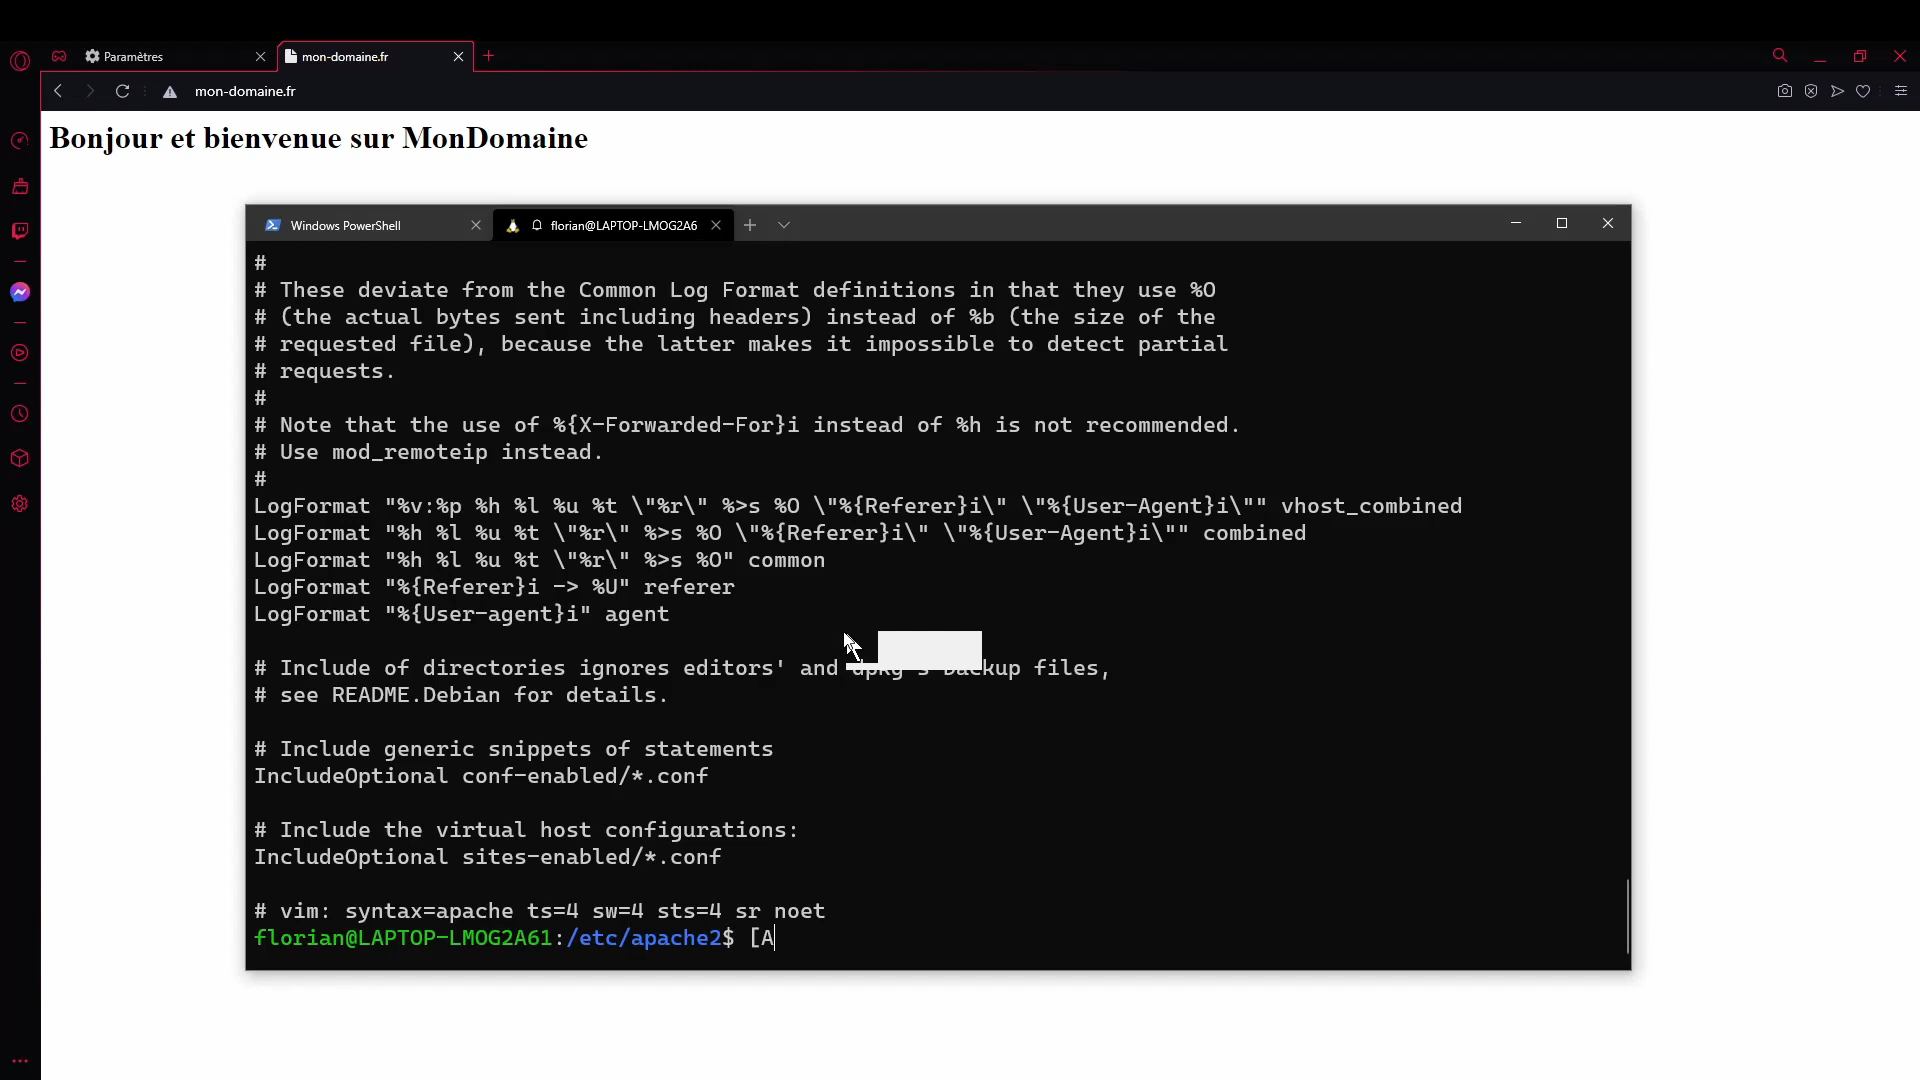 Paramètres
mon-domaine.fr
mon-domaine.fr
Bonjour et bienvenue sur MonDomaine
Windows PowerShell
florian@LAPTOP-LMOG2A6
#
# These deviate from the Common Log Format definitions in that they use %O
# (the actual bytes sent including headers) instead of %b (the size of the
# requested file), because the latter makes it impossible to detect partial
# requests.
#
# Note that the use of %{X-Forwarded-For}i instead of %h is not recommended.
# Use mod_remoteip instead.
#
LogFormat "%v:%p %h %l %u %t \"%r\" %>s %O \"%{Referer}i\" \"%{User-Agent}i\"" vhost_combined
LogFormat "%h %l %u %t \"%r\" %>s %O \"%{Referer}i\" \"%{User-Agent}i\"" combined
LogFormat "%h %l %u %t \"%r\" %>s %O" common
LogFormat "%{Referer}i -> %U" referer
LogFormat "%{User-agent}i" agent
# Include of directories ignores editors' and dpkg's backup files,
# see README.Debian for details.
# Include generic snippets of statements
IncludeOptional conf-enabled/*.conf
# Include the virtual host configurations:
IncludeOptional sites-enabled/*.conf
# vim: syntax=apache ts=4 sw=4 sts=4 sr noet
florian@LAPTOP-LMOG2A61:/etc/apache2$ [A